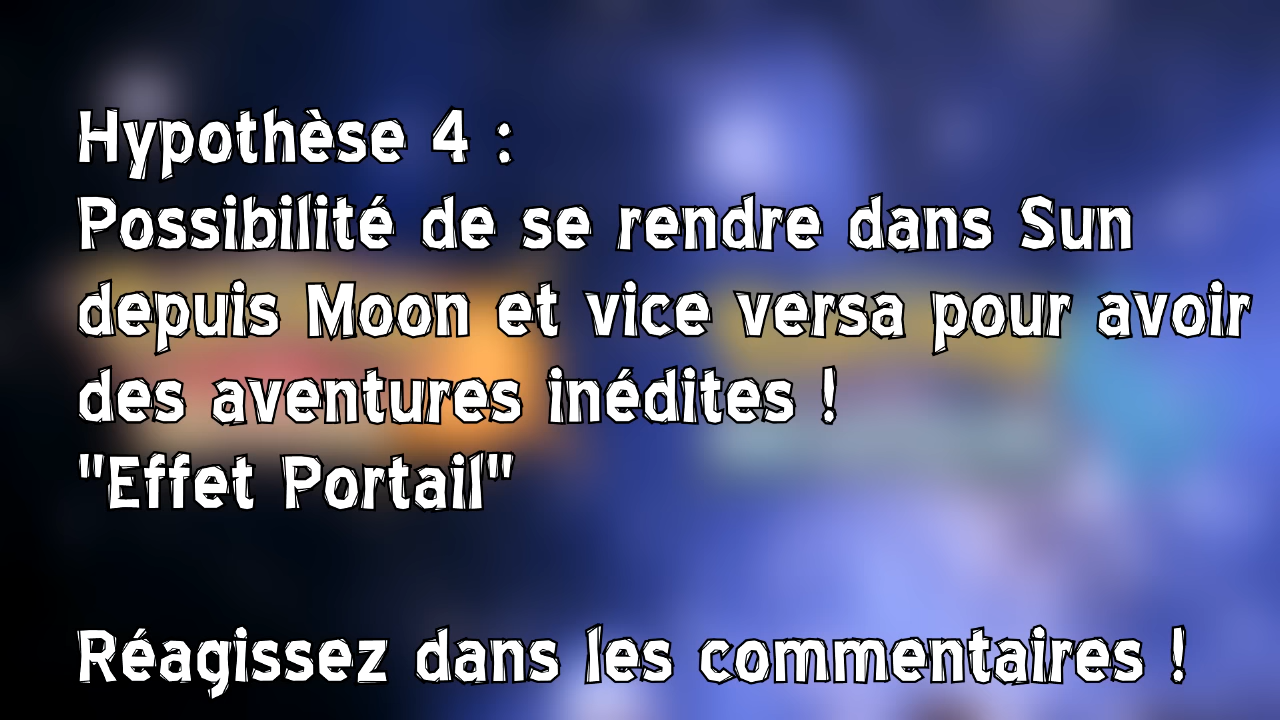 Hypothèse 4 :
Possibilité de se rendre dans Sun
depuis Moon et vice versa pour avoir
des aventures inédites !
"Effet Portail"
Réagissez dans les commentaires !